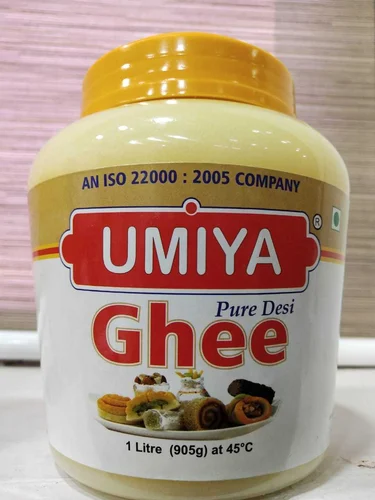 AN ISO 22000 : 2005 COMPANY
UMIYA
®
Pure Desi
Ghee
1 Litre (905g) at 45°C